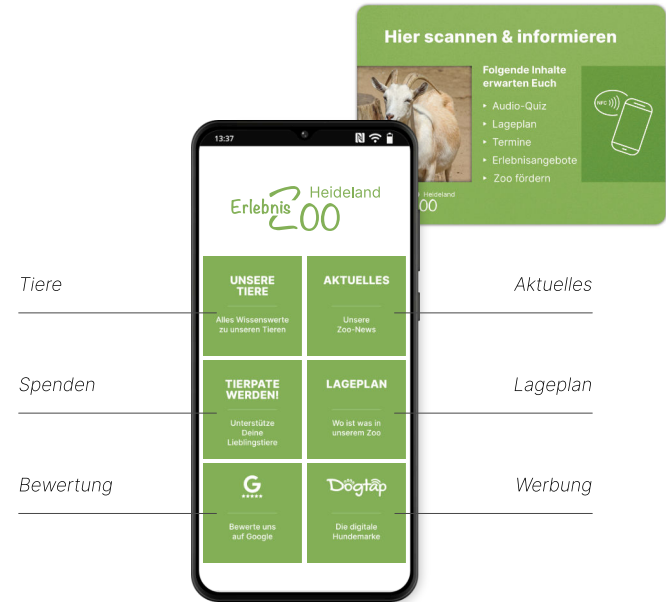 Hier scannen & informieren
Folgende Inhalte
erwarten Euch
‣ Audio-Quiz
‣ Lageplan
‣ Termine
‣ Erlebnisangebote
‣ Zoo fördern
NFC
Heideland
13:37
N
Erlebnis Zoo Heideland
Tiere
UNSERE
TIERE
Alles Wissenswerte
zu unseren Tieren
AKTUELLES
Unsere
Zoo-News
Aktuelles
Spenden
TIERPATE
WERDEN!
Unterstütze
Deine
Lieblingstiere
LAGEPLAN
Wo ist was in
unserem Zoo
Lageplan
Bewertung
G
Bewerte uns
auf Google
Dogtap
Die digitale
Hundemarke
Werbung